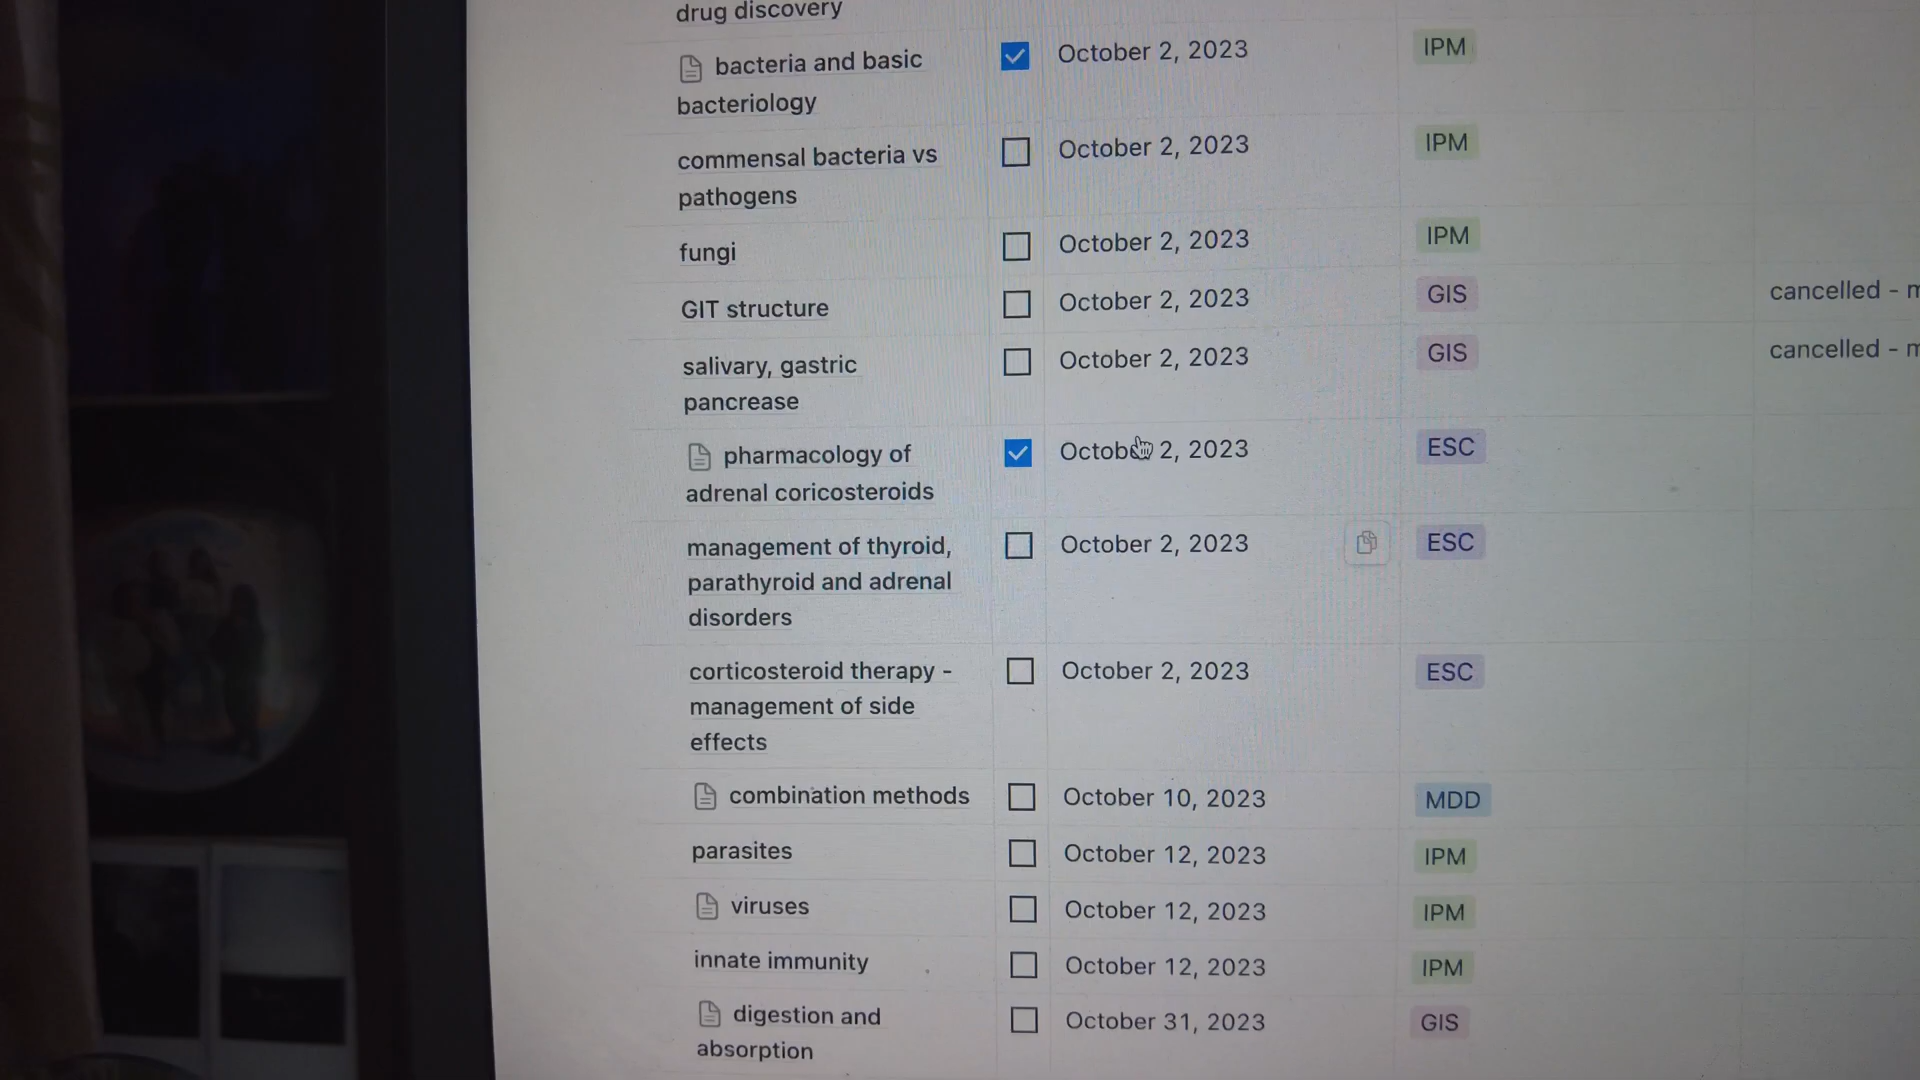 drug discovery
bacteria and basic October 2, 2023 IPM
bacteriology
commensal bacteria vs October 2, 2023 IPM
pathogens
fungi October 2, 2023 IPM
GIT structure October 2, 2023 GIS cancelled -
salivary, gastric October 2, 2023 GIS cancelled -
pancrease
pharmacology of October 2, 2023 ESC
adrenal coricosteroids
management of thyroid, October 2, 2023 ESC
parathyroid and adrenal
disorders
corticosteroid therapy - October 2, 2023 ESC
management of side
effects
combination methods October 10, 2023 MDD
parasites October 12, 2023 IPM
viruses October 12, 2023 IPM
innate immunity October 12, 2023 IPM
digestion and October 31, 2023 GIS
absorption